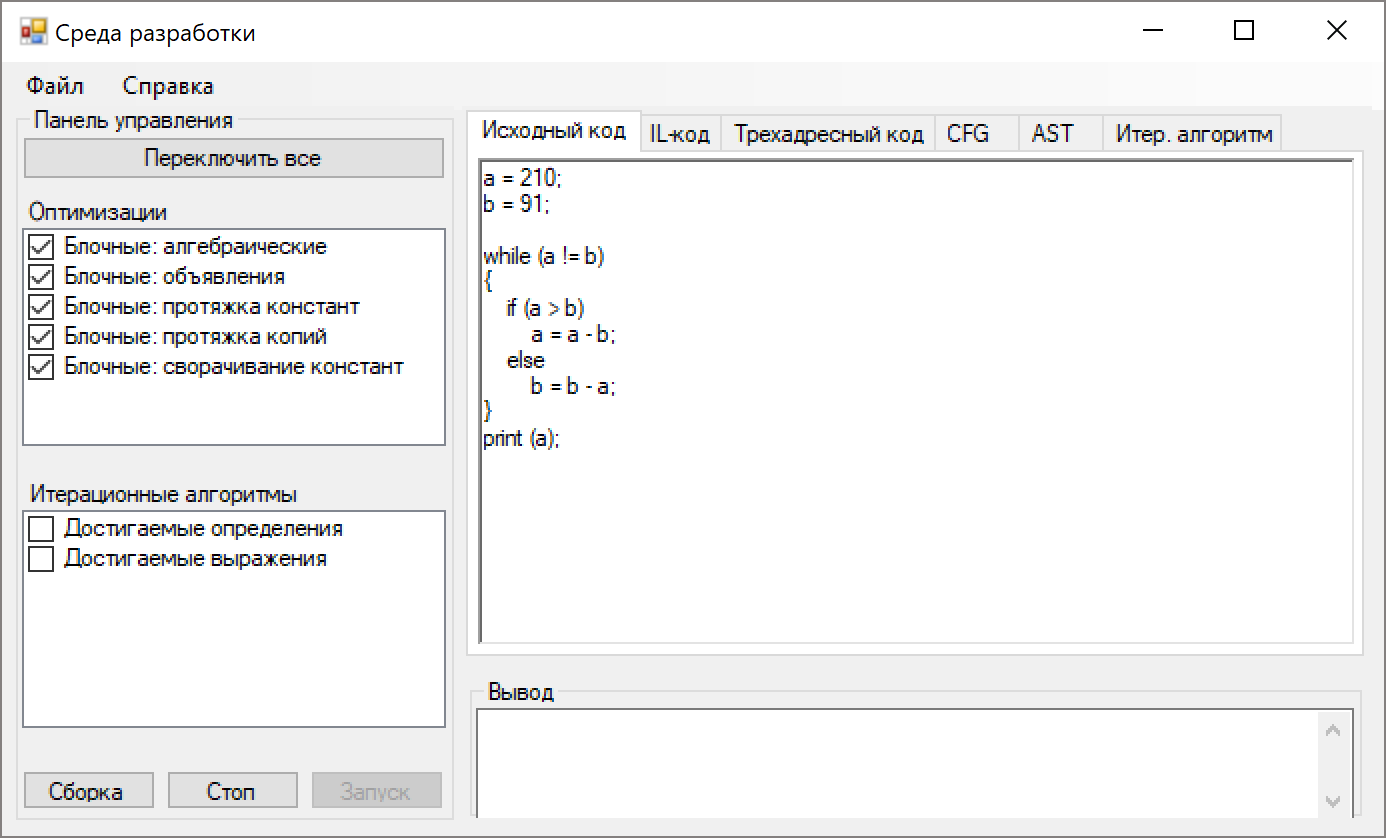 Среда разработки
Файл Справка
Панель управления
Переключить все
Оптимизации
Блочные: алгебраические
Блочные: объявления
Блочные: протяжка констант
Блочные: протяжка копий
Блочные: сворачивание констант
Итерационные алгоритмы
Достигаемые определения
Достигаемые выражения
Сборка Стоп Запуск
Исходный код IL-код Трехадресный код CFG AST Итер. алгоритм
a = 210;
b = 91;
while (a != b)
{
if (a > b)
a = a - b;
else
b = b - a;
}
print (a);
Вывод